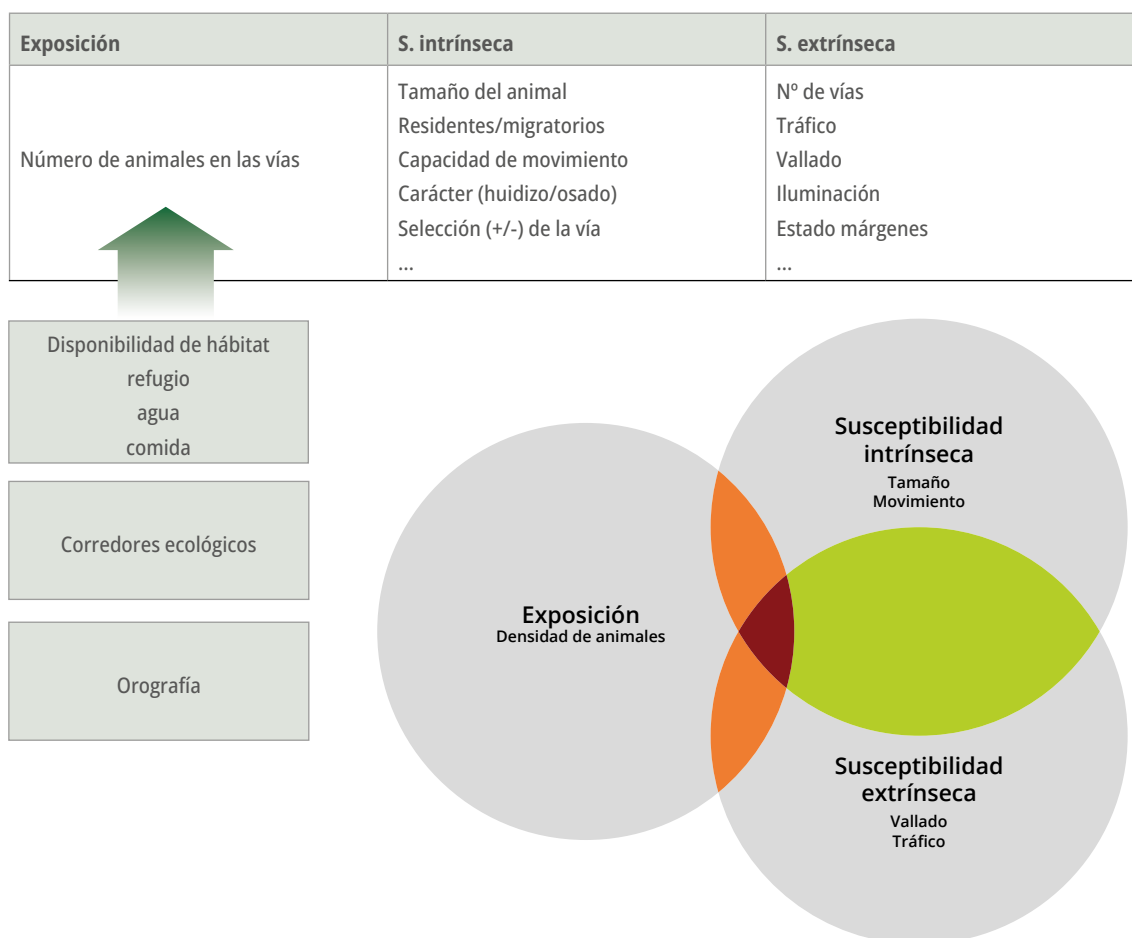 Exposición
S. intrínseca
S. extrínseca
Número de animales en las vías
Tamaño del animal
Residentes/migratorios
Capacidad de movimiento
Carácter (huidizo/osado)
Selección (+/-) de la vía
...
Nº de vías
Tráfico
Vallado
Iluminación
Estado márgenes
...
Disponibilidad de hábitat
refugio
agua
comida
Corredores ecológicos
Orografía
Exposición
Densidad de animales
Susceptibilidad
intrínseca
Tamaño
Movimiento
Susceptibilidad
extrínseca
Vallado
Tráfico